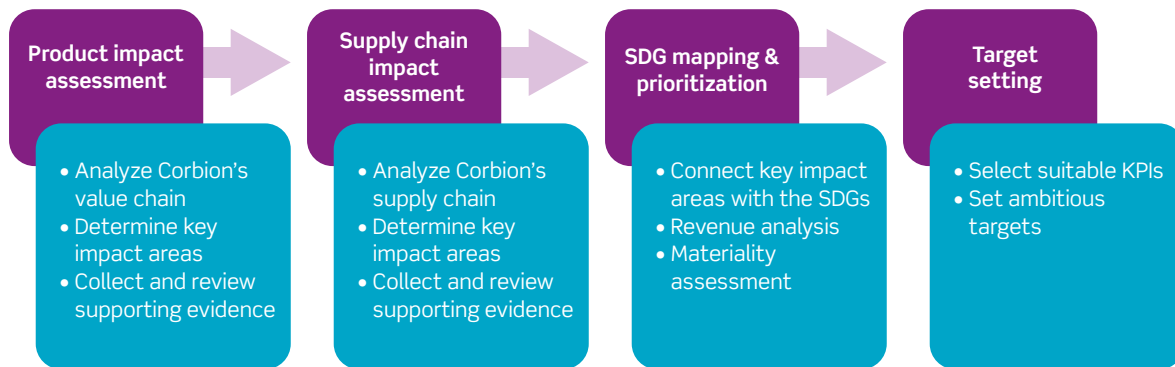 Product impact
assessment
• Analyze Corbion's
value chain
• Determine key
impact areas
• Collect and review
supporting evidence
Supply chain
impact
assessment
• Analyze Corbion's
supply chain
• Determine key
impact areas
• Collect and review
supporting evidence
SDG mapping &
prioritization
• Connect key impact
areas with the SDGs
• Revenue analysis
• Materiality
assessment
Target
setting
• Select suitable KPIs
• Set ambitious
targets